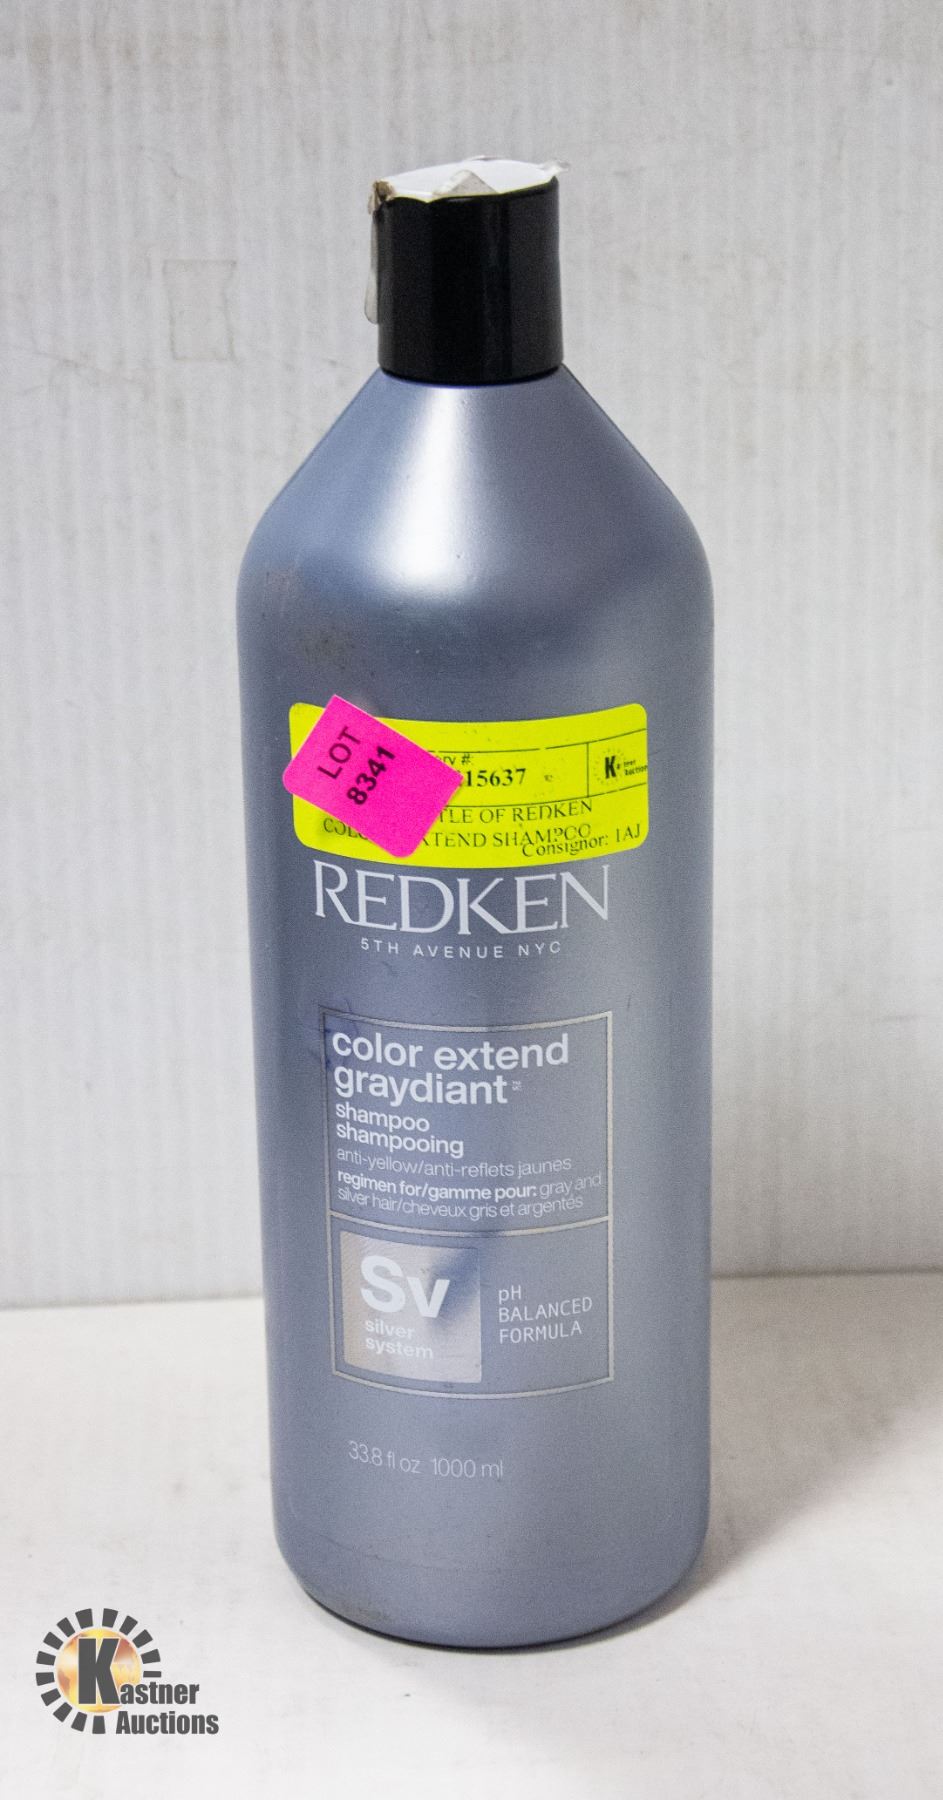 LOT
8341
#:
15637
Kastner
Auctions
OF REDKEN
EXTEND SHAMPOO
Consignor: 1AJ
REDKEN
5TH AVENUE NYC
color extend
graydiant
shampoo
shampooing
anti-yellow/anti-reflets jaunes
regimen for/gamme pour: gray and
silver hair/cheveux gris et argentés
Sv
silver
system
pH
BALANCED
FORMULA
33.8 fl oz 1000 ml
Kastner
Auctions